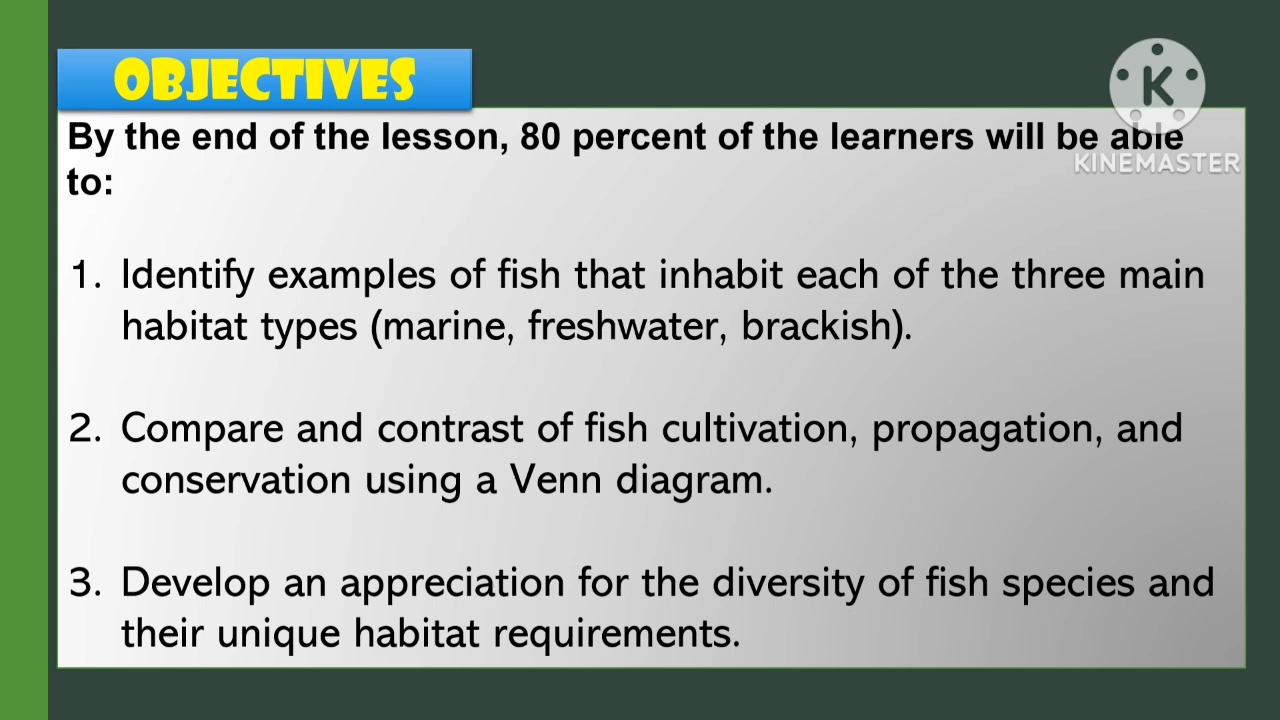 OBJECTIVES
By the end of the lesson, 80 percent of the learners will be able
to:
1. Identify examples of fish that inhabit each of the three main
habitat types (marine, freshwater, brackish).
2. Compare and contrast of fish cultivation, propagation, and
conservation using a Venn diagram.
3. Develop an appreciation for the diversity of fish species and
their unique habitat requirements.
K
KINEMASTER